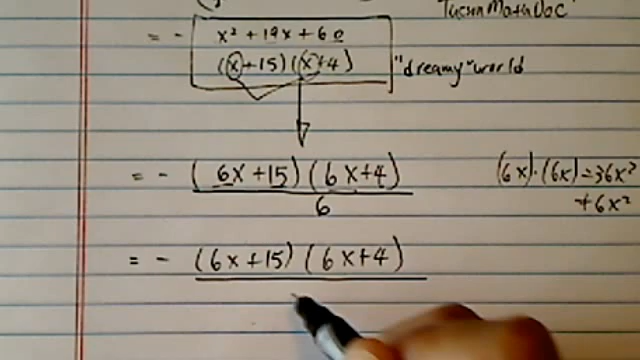 TucsonMathDoc
= - x² + 19x + 60
(x+15)(x+4)
"dreamy" world
= - (6x+15)(6x+4)
6
(6x)·(6x)=36x²
≠6x²
= - (6x+15)(6x+4)